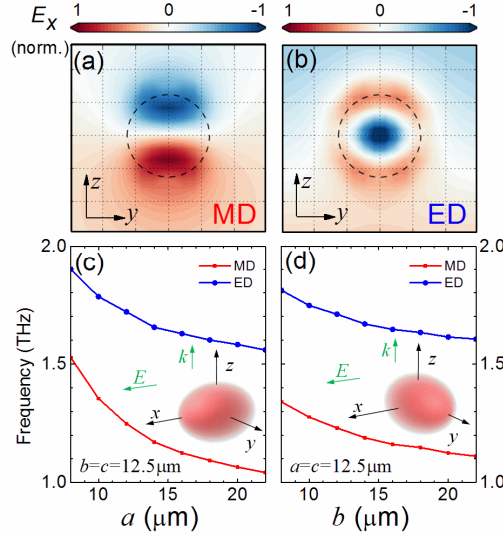 Ex
(norm.)
1 0 -1 1 0 -1
(a) (b)
z z
y MD y ED
(c) (d)
MD MD
ED ED
2.0 2.0
1.5 1.5
1.0 1.0
Frequency (THz)
k k
E z E z
x x
y y
b=c=12.5μm a=c=12.5μm
10 15 20 10 15 20
a (μm) b (μm)